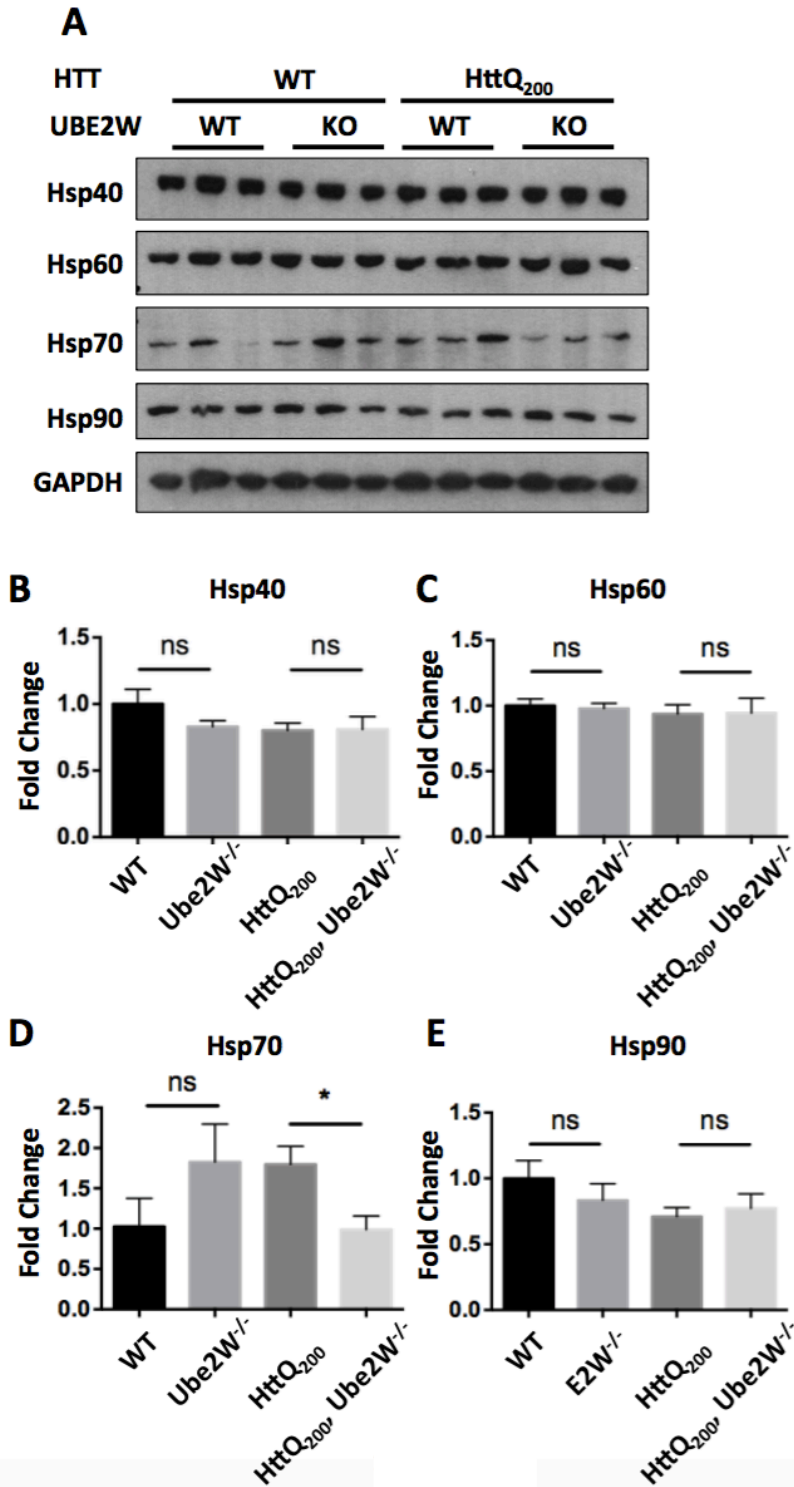 A
HTT WT HttQ₂₀₀
UBE2W WT KO WT KO
Hsp40
Hsp60
Hsp70
Hsp90
GAPDH
B Hsp40
ns ns
Fold Change
1.5
1.0
0.5
0.0
WT
Ube2W⁻/⁻
HttQ₂₀₀
HttQ₂₀₀, Ube2W⁻/⁻
C Hsp60
ns ns
Fold Change
1.5
1.0
0.5
0.0
WT
Ube2W⁻/⁻
HttQ₂₀₀
HttQ₂₀₀, Ube2W⁻/⁻
D Hsp70
ns *
Fold Change
2.5
2.0
1.5
1.0
0.5
0.0
WT
Ube2W⁻/⁻
HttQ₂₀₀
HttQ₂₀₀, Ube2W⁻/⁻
E Hsp90
ns ns
Fold Change
1.5
1.0
0.5
0.0
WT
E2W⁻/⁻
HttQ₂₀₀
HttQ₂₀₀, Ube2W⁻/⁻